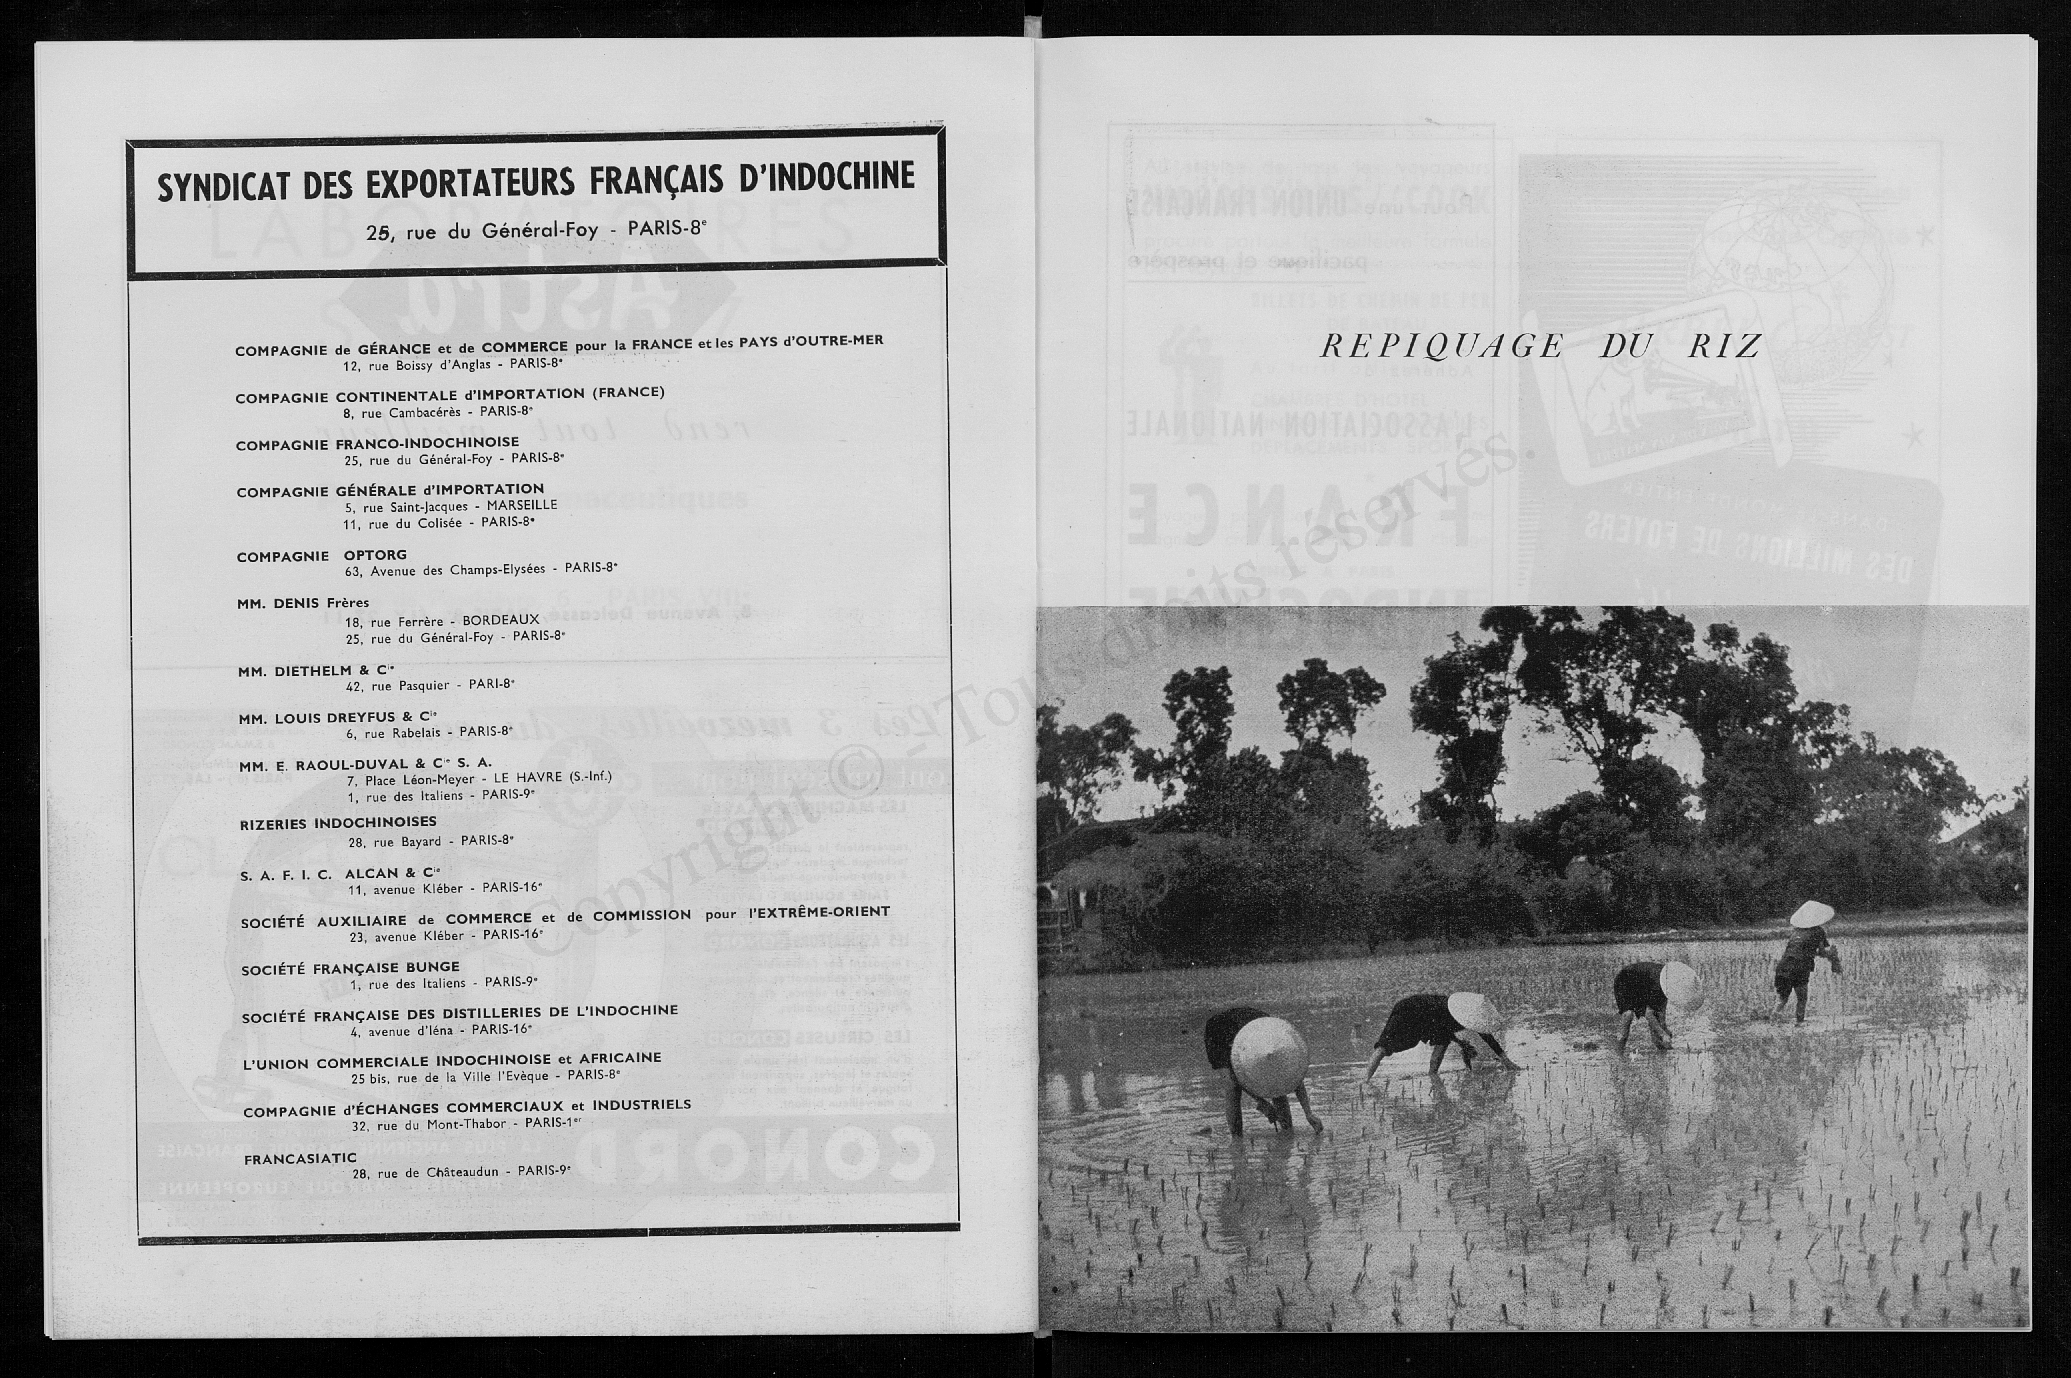 SYNDICAT DES EXPORTATEURS FRANÇAIS D'INDOCHINE
25, rue du Général-Foy - PARIS-8e
COMPAGNIE de GÉRANCE et de COMMERCE pour la FRANCE et les PAYS d'OUTRE-MER
12, rue Boissy d'Anglas - PARIS-8e
COMPAGNIE CONTINENTALE d'IMPORTATION (FRANCE)
8, rue Cambacérès - PARIS-8e
COMPAGNIE FRANCO-INDOCHINOISE
25, rue du Général-Foy - PARIS-8e
COMPAGNIE GÉNÉRALE d'IMPORTATION
5, rue Saint-Jacques - MARSEILLE
11, rue du Colisée - PARIS-8e
COMPAGNIE OPTORG
63, Avenue des Champs-Elysées - PARIS-8e
MM. DENIS Frères
18, rue Ferrère - BORDEAUX
25, rue du Général-Foy - PARIS-8e
MM. DIETHELM & Cie
42, rue Pasquier - PARI-8e
MM. LOUIS DREYFUS & Cie
6, rue Rabelais - PARIS-8e
MM. E. RAOUL-DUVAL & Cie S. A.
7, Place Léon-Meyer - LE HAVRE (S.-Inf.)
1, rue des Italiens - PARIS-9e
RIZERIES INDOCHINOISES
28, rue Bayard - PARIS-8e
S. A. F. I. C. ALCAN & Cie
11, avenue Kléber - PARIS-16e
SOCIÉTÉ AUXILIAIRE de COMMERCE et de COMMISSION pour l'EXTRÊME-ORIENT
23, avenue Kléber - PARIS-16e
SOCIÉTÉ FRANÇAISE BUNGE
1, rue des Italiens - PARIS-9e
SOCIÉTÉ FRANÇAISE DES DISTILLERIES DE L'INDOCHINE
4, avenue d'Iéna - PARIS-16e
L'UNION COMMERCIALE INDOCHINOISE et AFRICAINE
25 bis, rue de la Ville l'Evèque - PARIS-8e
COMPAGNIE d'ÉCHANGES COMMERCIAUX et INDUSTRIELS
32, rue du Mont-Thabor - PARIS-1er
FRANCASIATIC
28, rue de Châteaudun - PARIS-9e
REPIQUAGE DU RIZ
Copyright © - Tous droits réservés.